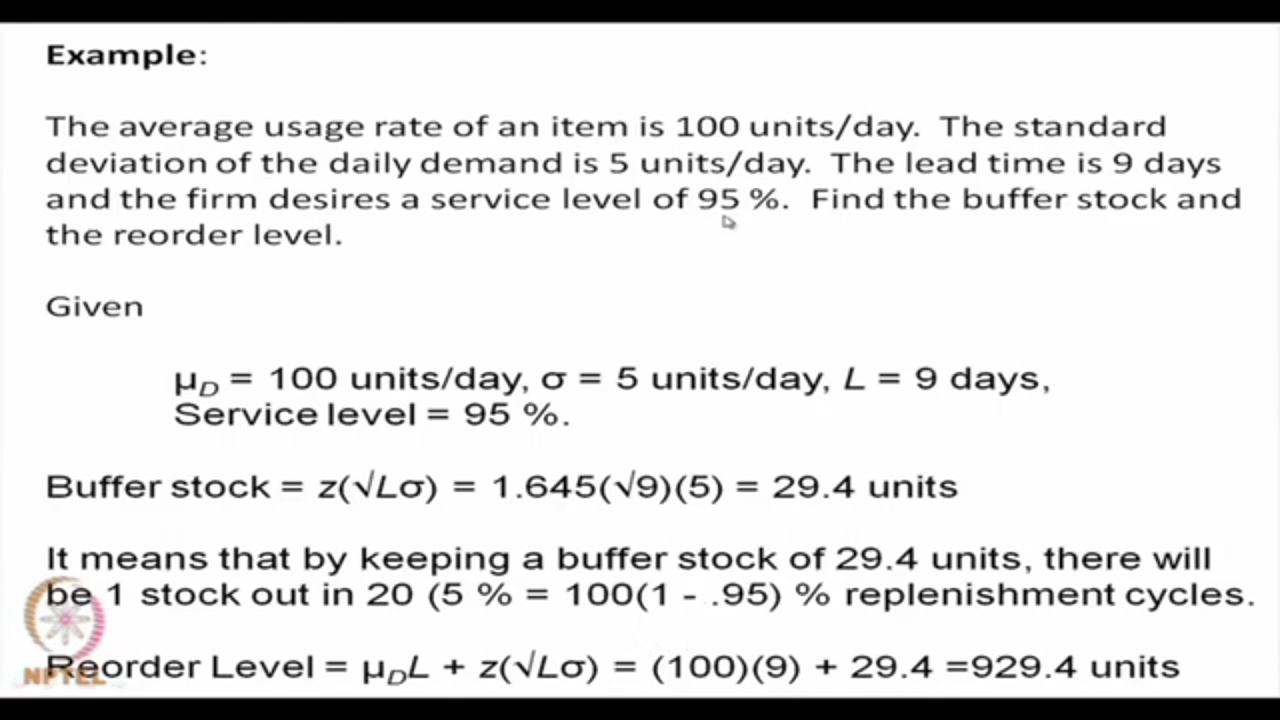 Example:
The average usage rate of an item is 100 units/day. The standard
deviation of the daily demand is 5 units/day. The lead time is 9 days
and the firm desires a service level of 95 %. Find the buffer stock and
the reorder level.
Given
μD = 100 units/day, σ = 5 units/day, L = 9 days,
Service level = 95 %.
Buffer stock = z(√Lσ) = 1.645(√9)(5) = 29.4 units
It means that by keeping a buffer stock of 29.4 units, there will
be 1 stock out in 20 (5 % = 100(1 - .95) % replenishment cycles.
Reorder Level = μDL + z(√Lσ) = (100)(9) + 29.4 =929.4 units
NPTEL